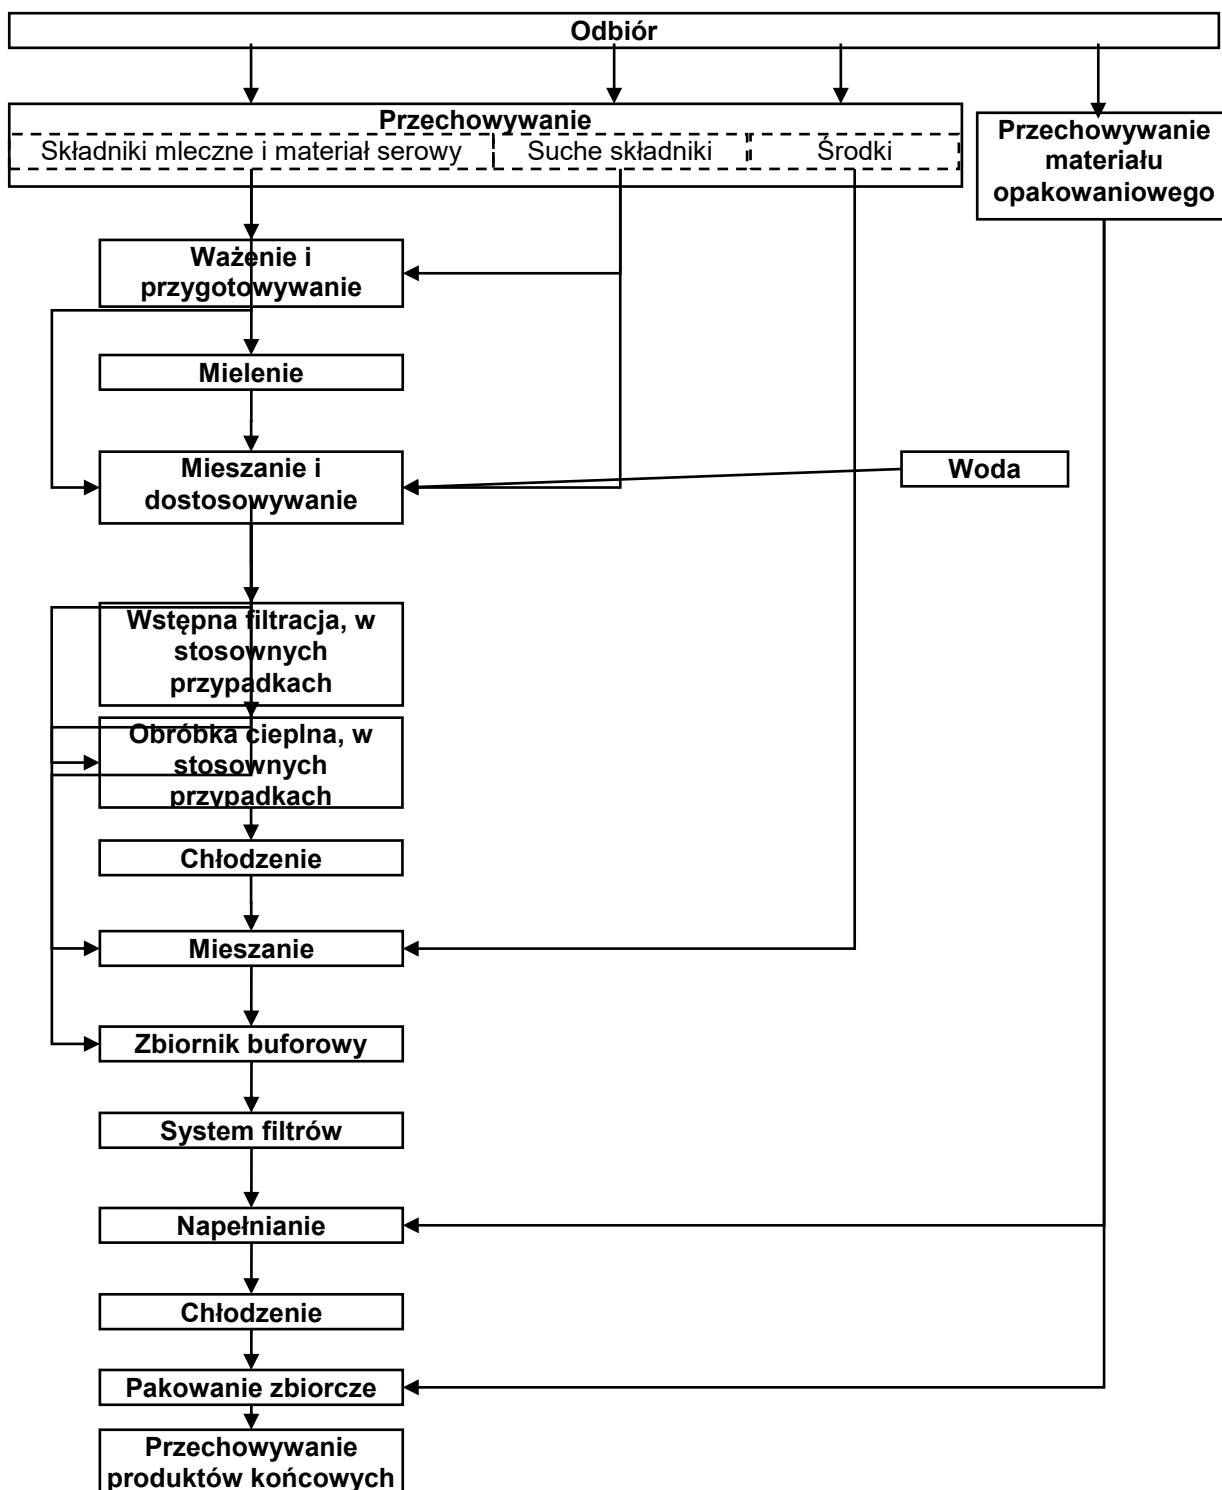 Odbiór
Przechowywanie
Składniki mleczne i materiał serowy
Suche składniki
Środki
Przechowywanie
materiału
opakowaniowego
Ważenie i
przygotowywanie
Mielenie
Mieszanie i
dostosowywanie
Woda
Wstępna filtracja, w
stosownych
przypadkach
Obróbka cieplna, w
stosownych
przypadkach
Chłodzenie
Mieszanie
Zbiornik buforowy
System filtrów
Napełnianie
Chłodzenie
Pakowanie zbiorcze
Przechowywanie
produktów końcowych